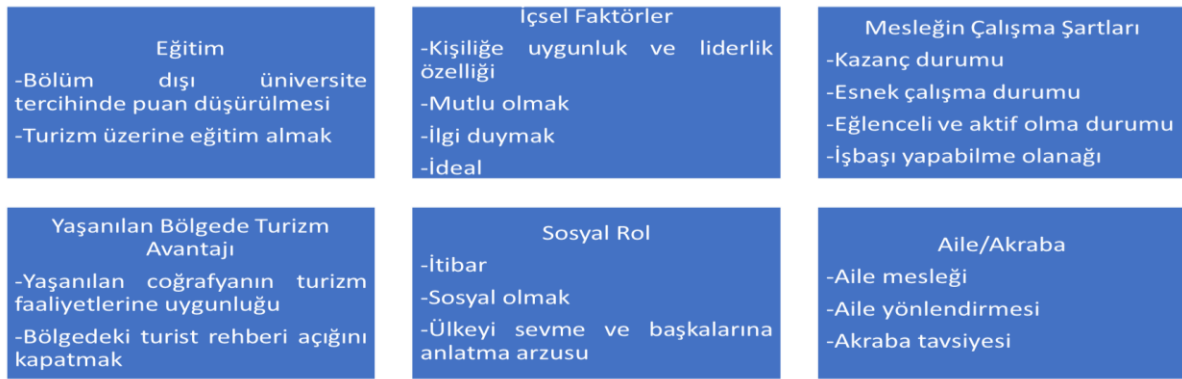 Eğitim
-Bölüm dışı üniversite
tercihinde puan düşürülmesi
-Turizm üzerine eğitim almak
İçsel Faktörler
-Kişiliğe uygunluk ve liderlik
özelliği
-Mutlu olmak
-İlgi duymak
-İdeal
Mesleğin Çalışma Şartları
-Kazanç durumu
-Esnek çalışma durumu
-Eğlenceli ve aktif olma durumu
-İşbaşı yapabilme olanağı
Yaşanılan Bölgede Turizm
Avantajı
-Yaşanılan coğrafyanın turizm
faaliyetlerine uygunluğu
-Bölgedeki turist rehberi açığını
kapatmak
Sosyal Rol
-İtibar
-Sosyal olmak
-Ülkeyi sevme ve başkalarına
anlatma arzusu
Aile/Akraba
-Aile mesleği
-Aile yönlendirmesi
-Akraba tavsiyesi